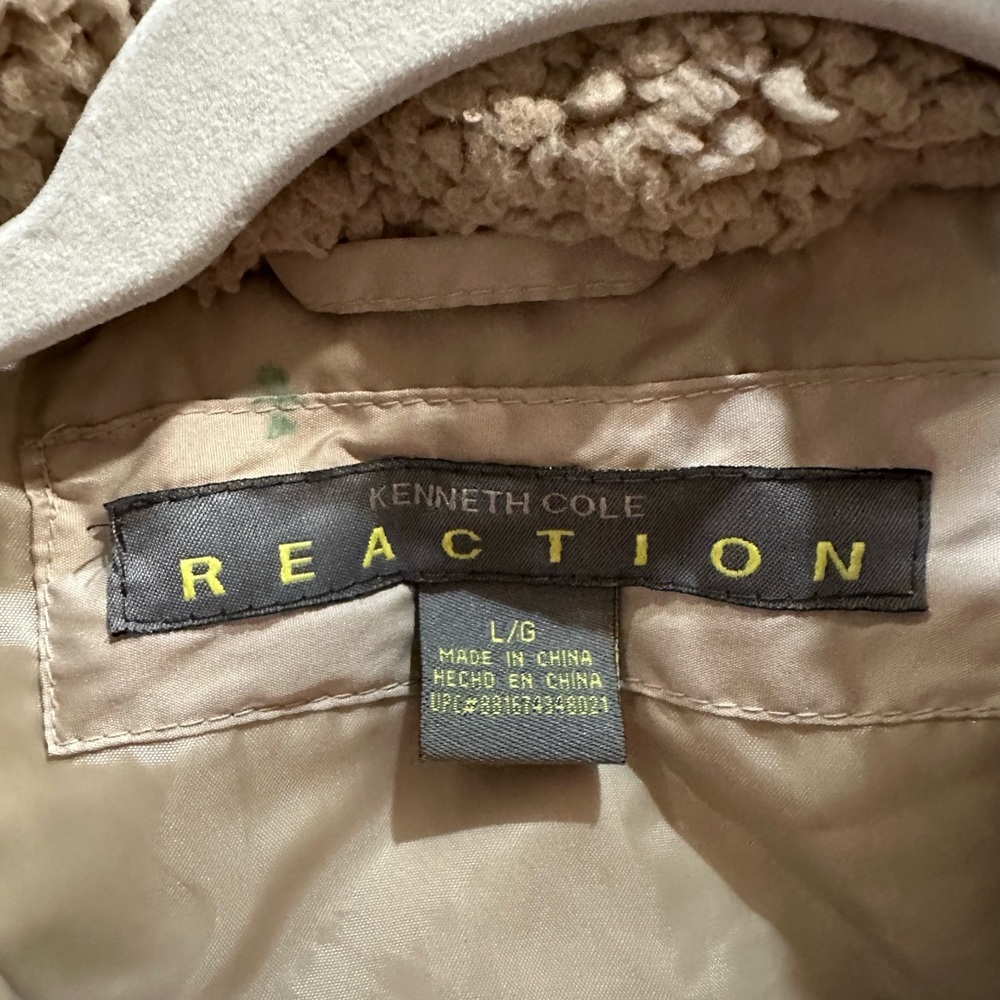 KENNETH COLE
REACTION
L/G
MADE IN CHINA
HECHO EN CHINA
UPC#881674348021